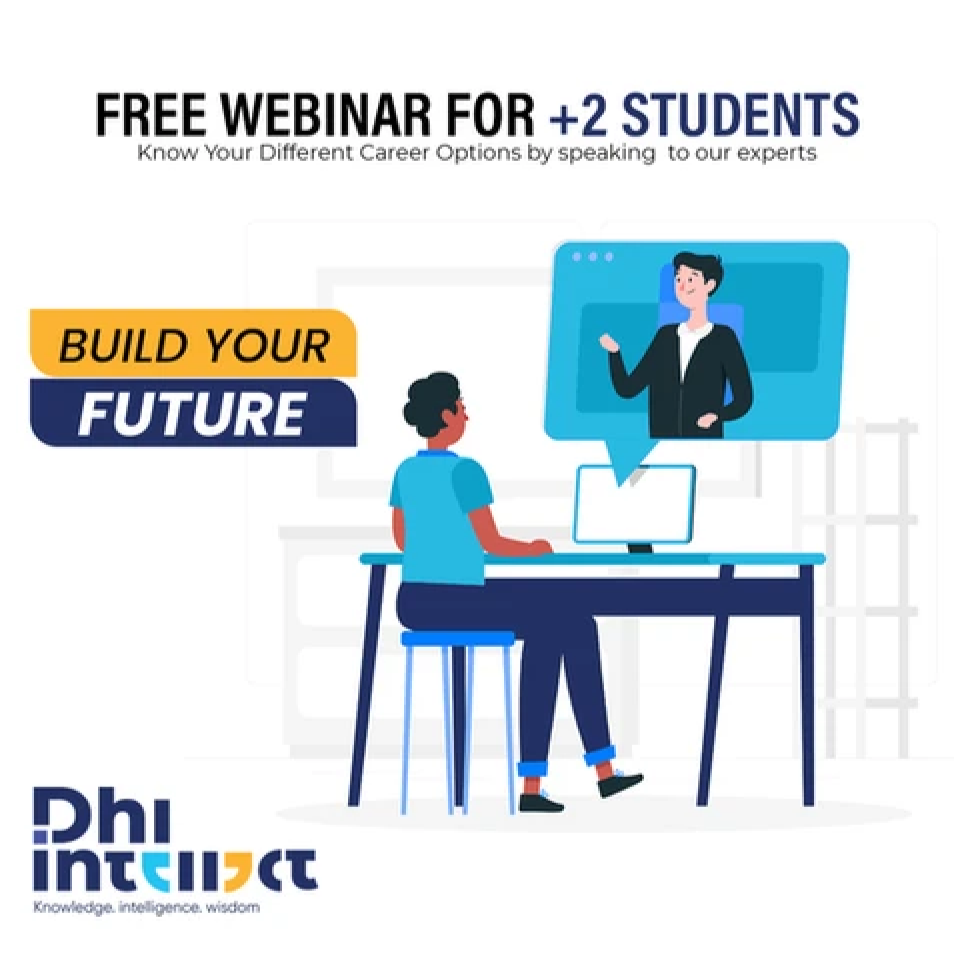 FREE WEBINAR FOR +2 STUDENTS
Know Your Different Career Options by speaking to our experts
BUILD YOUR
FUTURE
Dhi
intellect
Knowledge. intelligence. wisdom